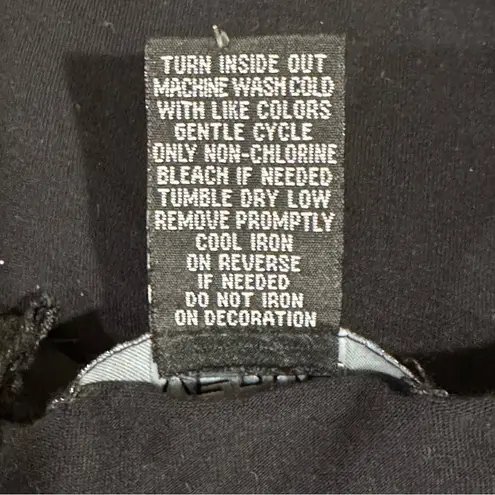 TURN INSIDE OUT
MACHINE WASH COLD
WITH LIKE COLORS
GENTLE CYCLE
ONLY NON-CHLORINE
BLEACH IF NEEDED
TUMBLE DRY LOW
REMOVE PROMPTLY
COOL IRON
ON REVERSE
IF NEEDED
DO NOT IRON
ON DECORATION